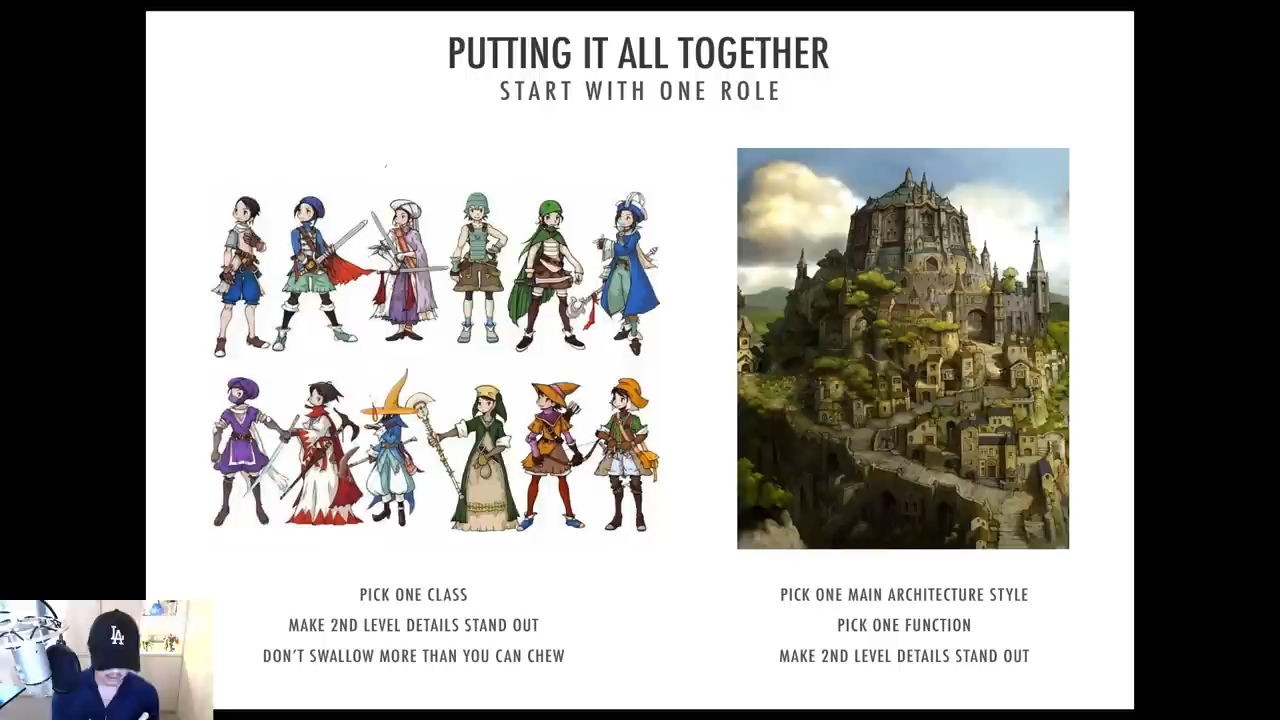 PUTTING IT ALL TOGETHER
START WITH ONE ROLE
PICK ONE CLASS
MAKE 2ND LEVEL DETAILS STAND OUT
DON'T SWALLOW MORE THAN YOU CAN CHEW
PICK ONE MAIN ARCHITECTURE STYLE
PICK ONE FUNCTION
MAKE 2ND LEVEL DETAILS STAND OUT
LA